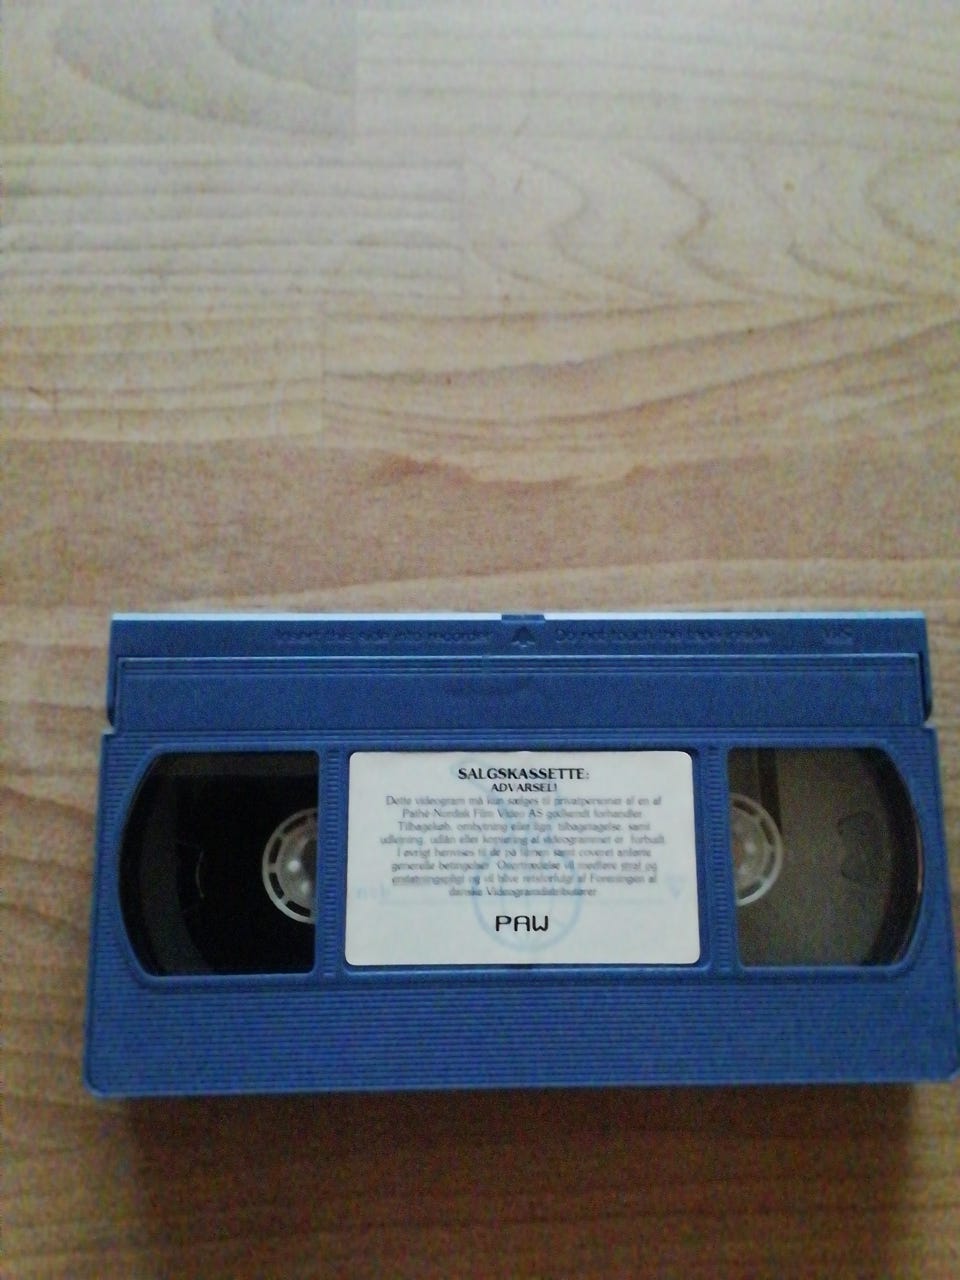 Insert this side into recorder Do not touch the tape inside VHS
SALGSKASSETTE:
ADVARSEL!
Dette videogram må kun sælges til privatpersoner af en af
Pathé-Nordisk Film Video AS godkendt forhandler.
Tilbagekøb, ombytning eller lign. tilbagetagelse, samt
udlejning, udlån eller kopiering af videogrammet er forbudt.
I øvrigt henvises til de på filmen samt coveret anførte
generelle betingelser. Overtrædelse vil medføre straf og
erstatningspligt og vil blive retsforfulgt af Foreningen af
danske Videogramdistributører
PAW